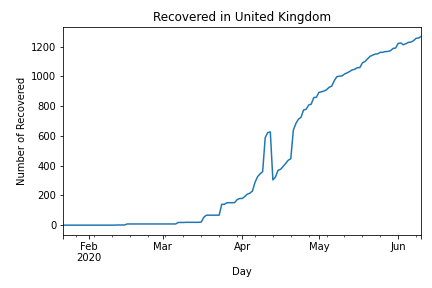 Recovered in United Kingdom
Number of Recovered
1200
1000
800
600
400
200
0
Feb
2020
Mar
Apr
May
Jun
Day